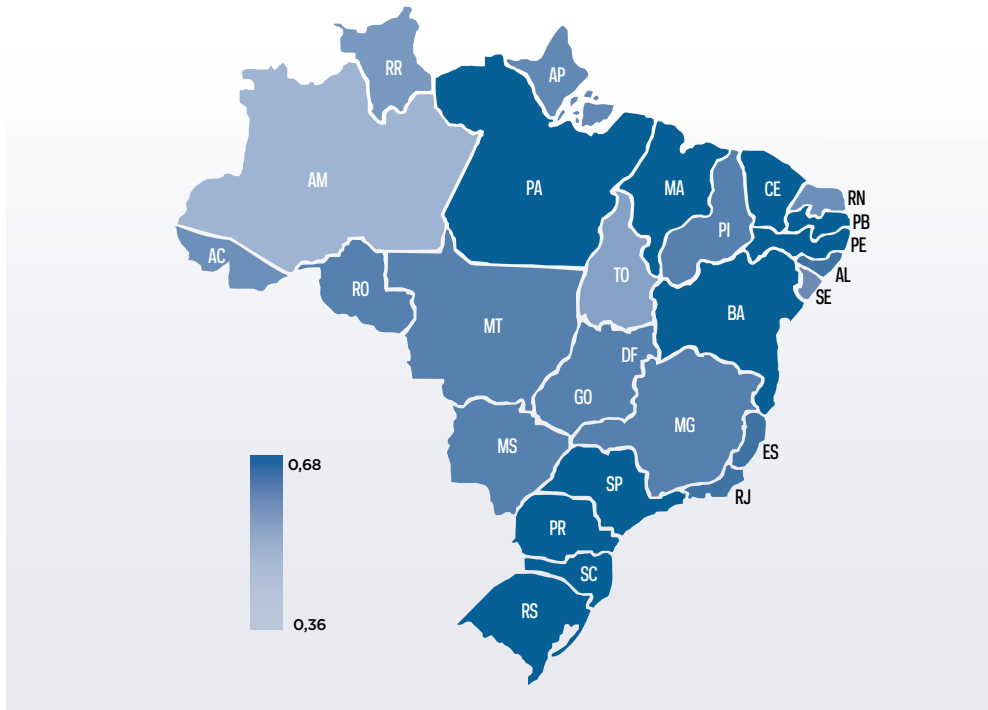 RR
AP
AM
PA
MA
CE
RN
PB
PE
PI
AC
AL
TO
SE
RO
BA
MT
DF
GO
MG
MS
ES
0,68
SP
RJ
PR
SC
RS
0,36